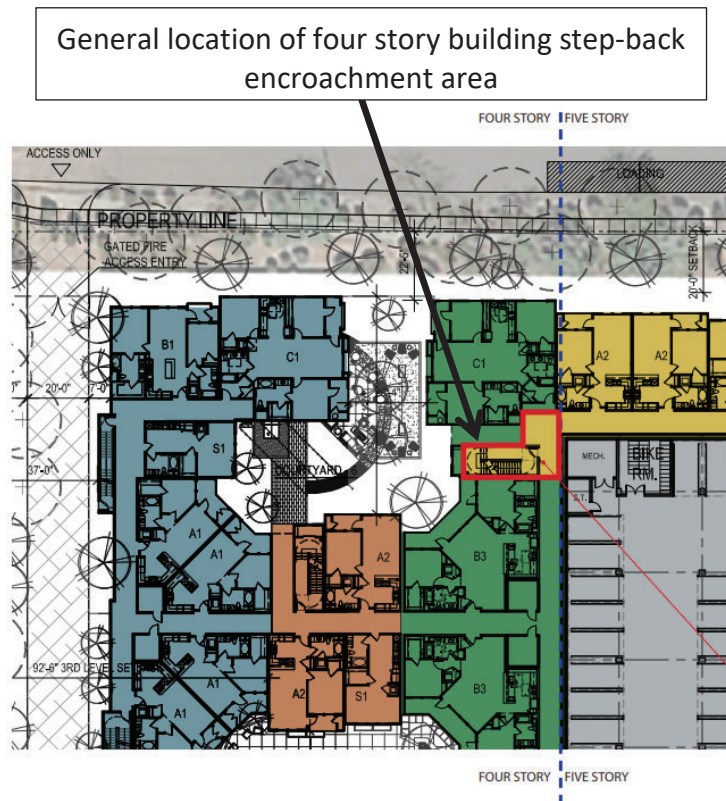 General location of four story building step-back
encroachment area
FOUR STORY
FIVE STORY
ACCESS ONLY
LOADING
PROPERTY LINE
GATED FIRE
ACCESS ENTRY
22'-6"
20'-0" SETBACK
B1
C1
C1
A2
A2
20'-0"
7'-0"
S1
37'-0"
COURTYARD
MECH.
BIKE
RM.
A1
A1
A2
B3
92'-6" 3RD LEVEL
A1
A1
A2
S1
B3
FOUR STORY
FIVE STORY